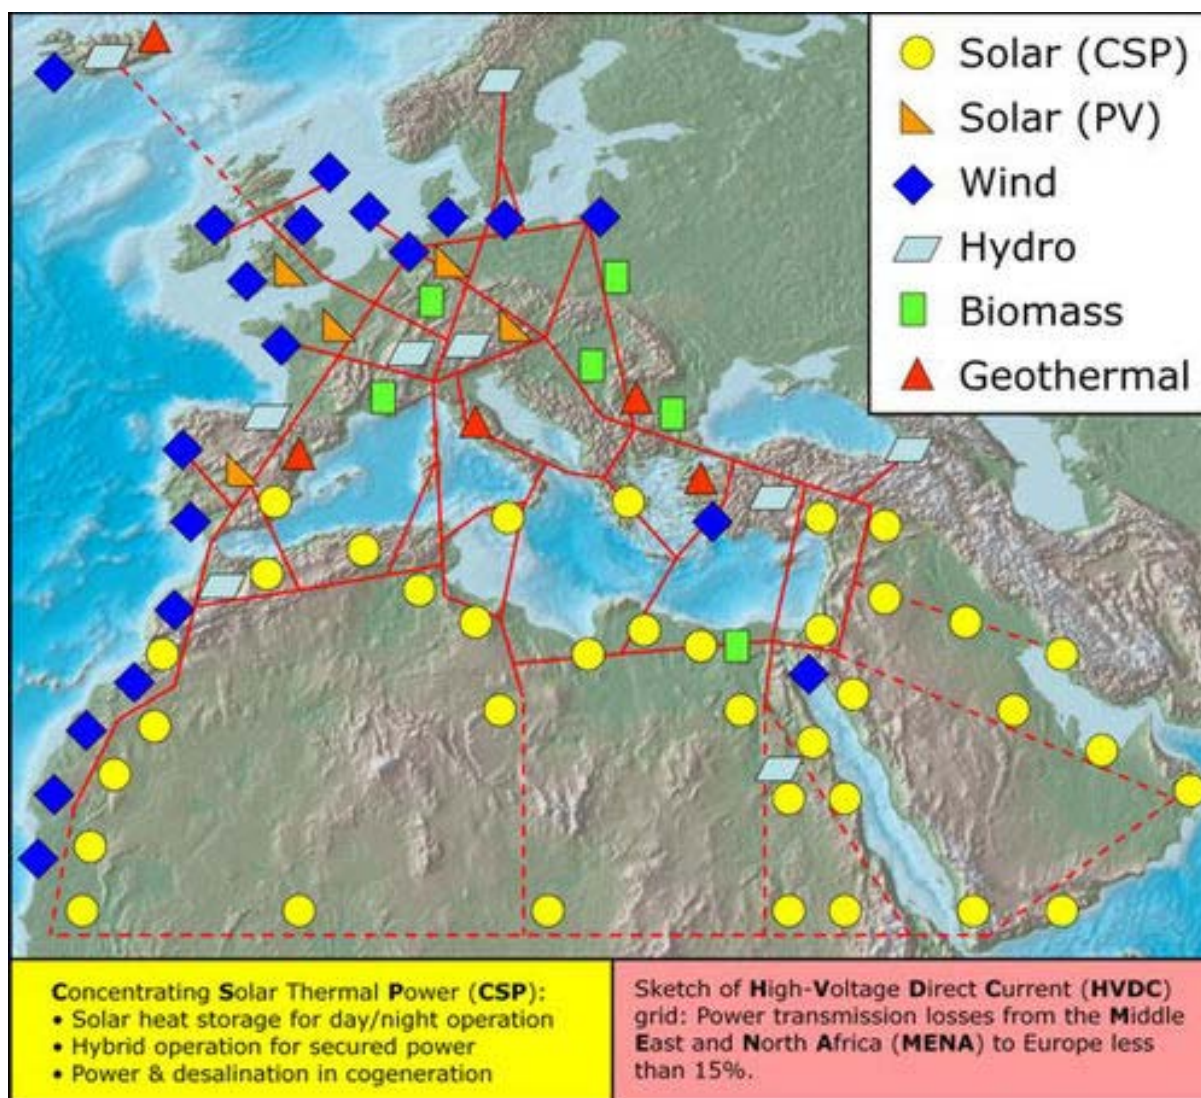 Solar (CSP)
Solar (PV)
Wind
Hydro
Biomass
Geothermal
Concentrating Solar Thermal Power (CSP):
• Solar heat storage for day/night operation
• Hybrid operation for secured power
• Power & desalination in cogeneration
Sketch of High-Voltage Direct Current (HVDC)
grid: Power transmission losses from the Middle
East and North Africa (MENA) to Europe less
than 15%.